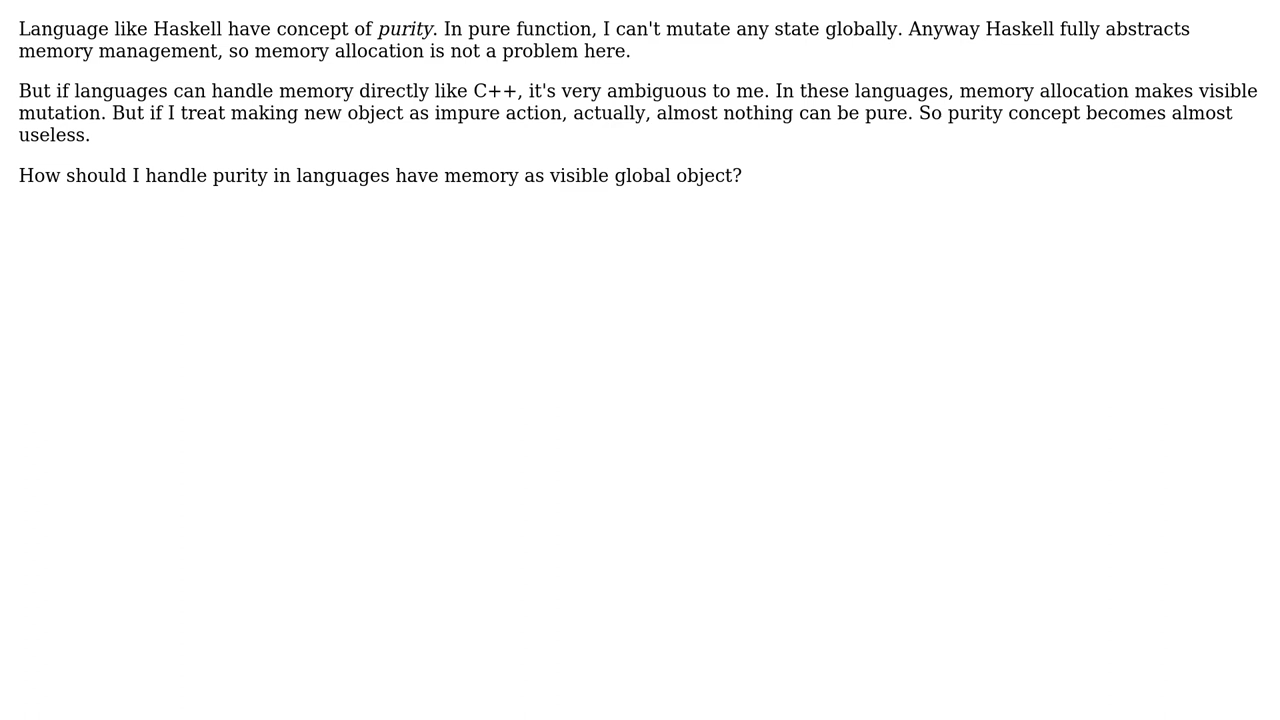 Language like Haskell have concept of purity. In pure function, I can't mutate any state globally. Anyway Haskell fully abstracts
memory management, so memory allocation is not a problem here.
But if languages can handle memory directly like C++, it's very ambiguous to me. In these languages, memory allocation makes visible
mutation. But if I treat making new object as impure action, actually, almost nothing can be pure. So purity concept becomes almost
useless.
How should I handle purity in languages have memory as visible global object?